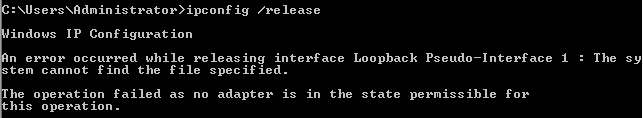 C:\Users\Administrator>ipconfig /release
Windows IP Configuration
An error occurred while releasing interface Loopback Pseudo-Interface 1 : The sy
stem cannot find the file specified.
The operation failed as no adapter is in the state permissible for
this operation.